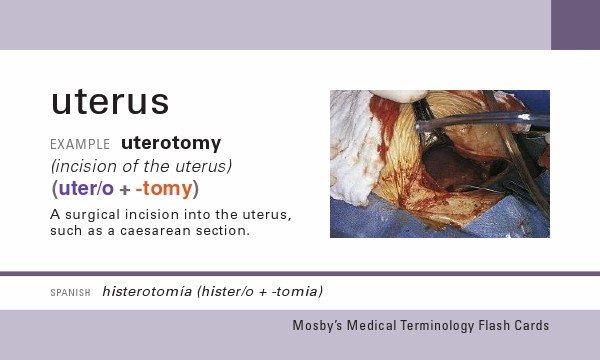 uterus
EXAMPLE uterotomy
(incision of the uterus)
(uter/o + -tomy)
A surgical incision into the uterus,
such as a caesarean section.
SPANISH histerotomía (hister/o + -tomia)
Mosby's Medical Terminology Flash Cards